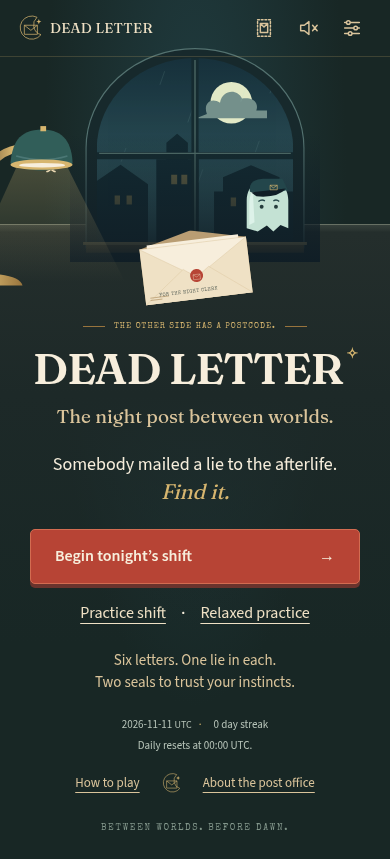 DEAD LETTER
FOR THE NIGHT CLERK
THE OTHER SIDE HAS A POSTCODE.
DEAD LETTER
The night post between worlds.
Somebody mailed a lie to the afterlife.
Find it.
Begin tonight’s shift →
Practice shift · Relaxed practice
Six letters. One lie in each.
Two seals to trust your instincts.
2026-11-11 UTC · 0 day streak
Daily resets at 00:00 UTC.
How to play About the post office
BETWEEN WORLDS. BEFORE DAWN.